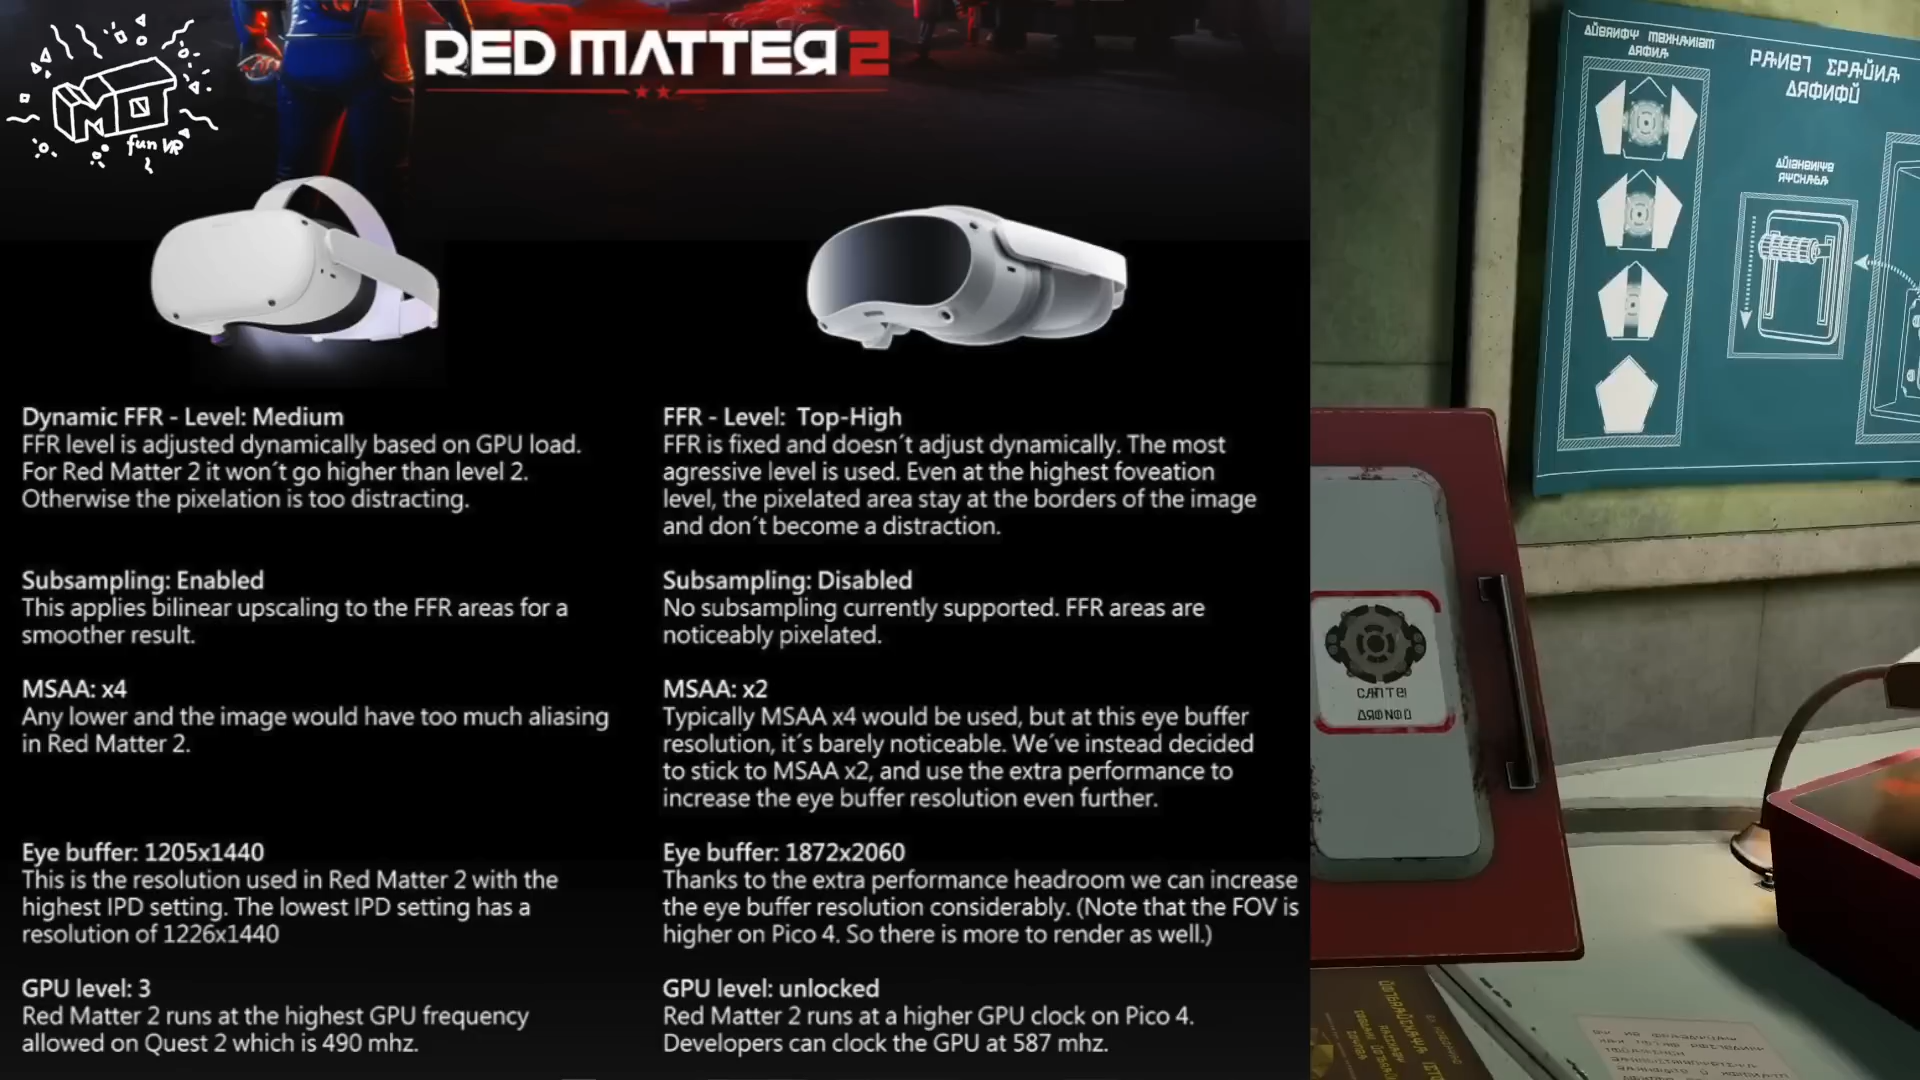 RED MATTER 2
fun VR
Dynamic FFR - Level: Medium
FFR level is adjusted dynamically based on GPU load.
For Red Matter 2 it won´t go higher than level 2.
Otherwise the pixelation is too distracting.
Subsampling: Enabled
This applies bilinear upscaling to the FFR areas for a
smoother result.
MSAA: x4
Any lower and the image would have too much aliasing
in Red Matter 2.
Eye buffer: 1205x1440
This is the resolution used in Red Matter 2 with the
highest IPD setting. The lowest IPD setting has a
resolution of 1226x1440
GPU level: 3
Red Matter 2 runs at the highest GPU frequency
allowed on Quest 2 which is 490 mhz.
FFR - Level:  Top-High
FFR is fixed and doesn´t adjust dynamically. The most
agressive level is used. Even at the highest foveation
level, the pixelated area stay at the borders of the image
and don´t become a distraction.
Subsampling: Disabled
No subsampling currently supported. FFR areas are
noticeably pixelated.
MSAA: x2
Typically MSAA x4 would be used, but at this eye buffer
resolution, it´s barely noticeable. We´ve instead decided
to stick to MSAA x2, and use the extra performance to
increase the eye buffer resolution even further.
Eye buffer: 1872x2060
Thanks to the extra performance headroom we can increase
the eye buffer resolution considerably. (Note that the FOV is
higher on Pico 4. So there is more to render as well.)
GPU level: unlocked
Red Matter 2 runs at a higher GPU clock on Pico 4.
Developers can clock the GPU at 587 mhz.